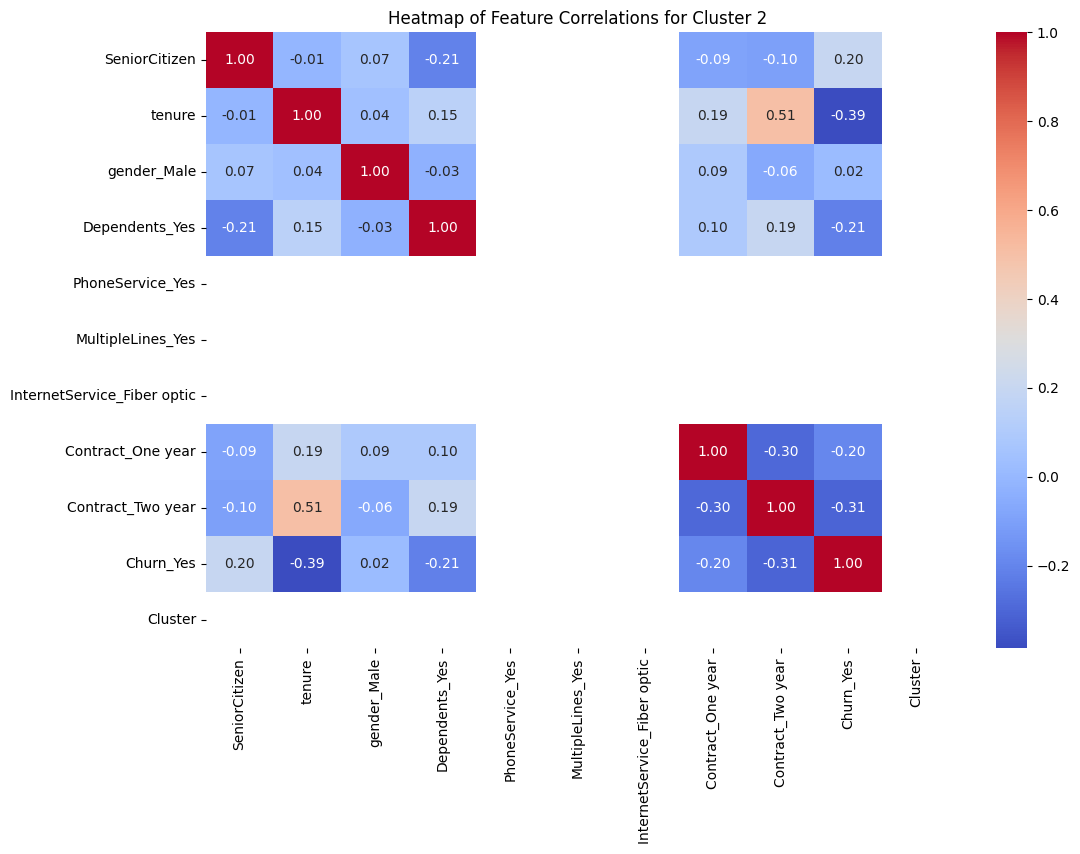 Heatmap of Feature Correlations for Cluster 2
SeniorCitizen 1.00 -0.01 0.07 -0.21 -0.09 -0.10 0.20
tenure -0.01 1.00 0.04 0.15 0.19 0.51 -0.39
gender_Male 0.07 0.04 1.00 -0.03 0.09 -0.06 0.02
Dependents_Yes -0.21 0.15 -0.03 1.00 0.10 0.19 -0.21
PhoneService_Yes
MultipleLines_Yes
InternetService_Fiber optic
Contract_One year -0.09 0.19 0.09 0.10 1.00 -0.30 -0.20
Contract_Two year -0.10 0.51 -0.06 0.19 -0.30 1.00 -0.31
Churn_Yes 0.20 -0.39 0.02 -0.21 -0.20 -0.31 1.00
Cluster
SeniorCitizen
tenure
gender_Male
Dependents_Yes
PhoneService_Yes
MultipleLines_Yes
InternetService_Fiber optic
Contract_One year
Contract_Two year
Churn_Yes
Cluster
1.0
0.8
0.6
0.4
0.2
0.0
−0.2